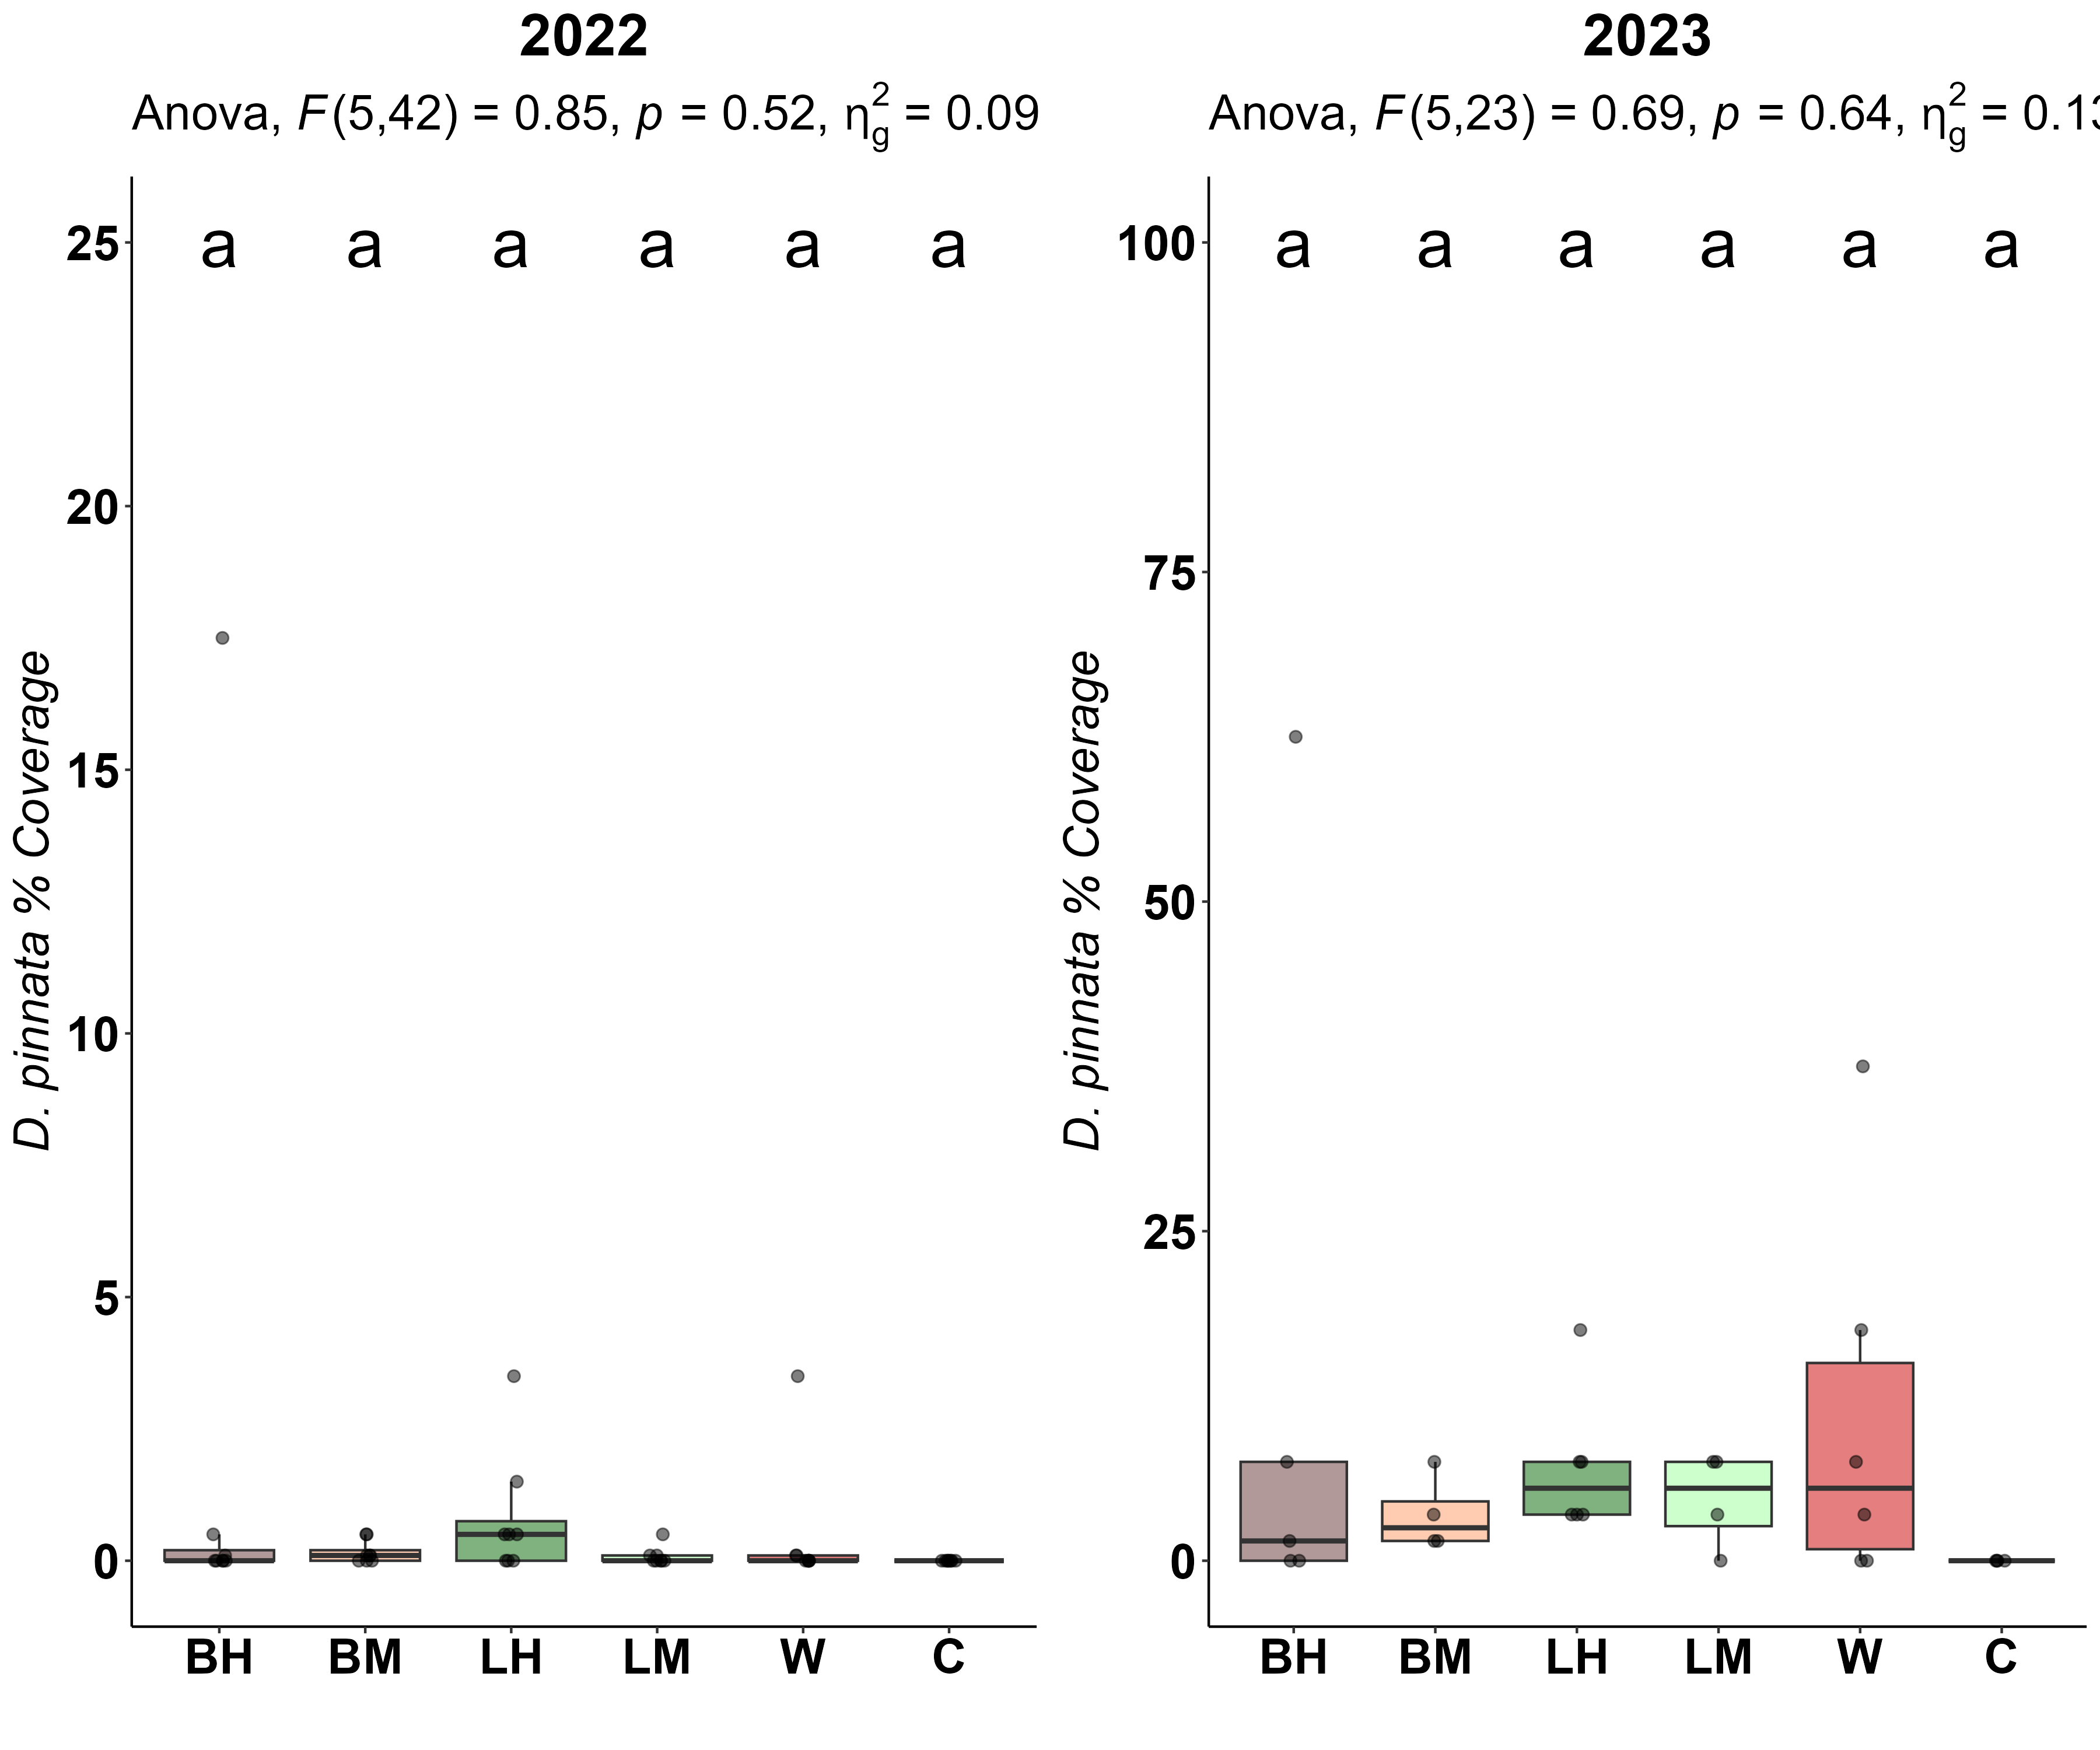 2022
Anova, F(5,42) = 0.85, p = 0.52, η²g = 0.09
25
a a a a a a
20
15
10
5
0
D. pinnata % Coverage
BH BM LH LM W C
2023
Anova, F(5,23) = 0.69, p = 0.64, η²g = 0.13
100
a a a a a a
75
50
25
0
D. pinnata % Coverage
BH BM LH LM W C